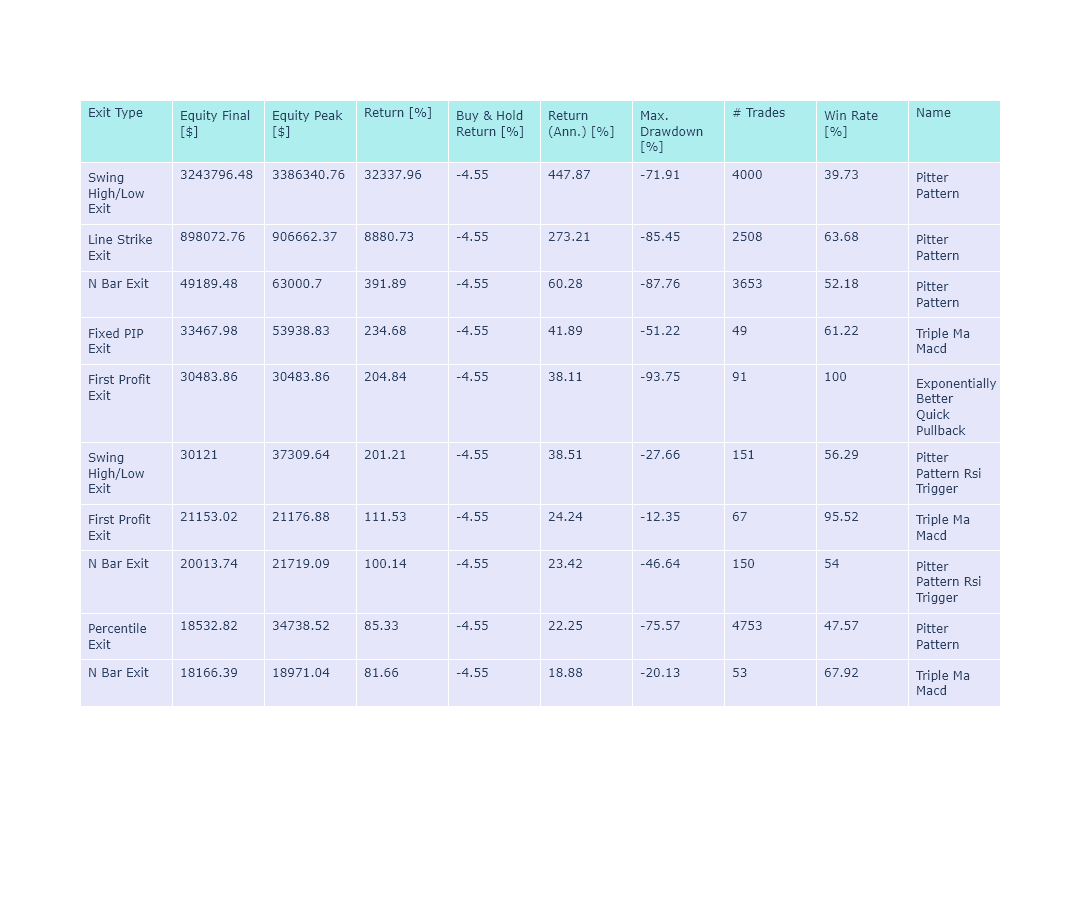 Exit Type Equity Final [$] Equity Peak [$] Return [%] Buy & Hold Return [%] Return (Ann.) [%] Max. Drawdown [%] # Trades Win Rate [%] Name
Swing High/Low Exit 3243796.48 3386340.76 32337.96 -4.55 447.87 -71.91 4000 39.73 Pitter Pattern
Line Strike Exit 898072.76 906662.37 8880.73 -4.55 273.21 -85.45 2508 63.68 Pitter Pattern
N Bar Exit 49189.48 63000.7 391.89 -4.55 60.28 -87.76 3653 52.18 Pitter Pattern
Fixed PIP Exit 33467.98 53938.83 234.68 -4.55 41.89 -51.22 49 61.22 Triple Ma Macd
First Profit Exit 30483.86 30483.86 204.84 -4.55 38.11 -93.75 91 100 Exponentially Better Quick Pullback
Swing High/Low Exit 30121 37309.64 201.21 -4.55 38.51 -27.66 151 56.29 Pitter Pattern Rsi Trigger
First Profit Exit 21153.02 21176.88 111.53 -4.55 24.24 -12.35 67 95.52 Triple Ma Macd
N Bar Exit 20013.74 21719.09 100.14 -4.55 23.42 -46.64 150 54 Pitter Pattern Rsi Trigger
Percentile Exit 18532.82 34738.52 85.33 -4.55 22.25 -75.57 4753 47.57 Pitter Pattern
N Bar Exit 18166.39 18971.04 81.66 -4.55 18.88 -20.13 53 67.92 Triple Ma Macd